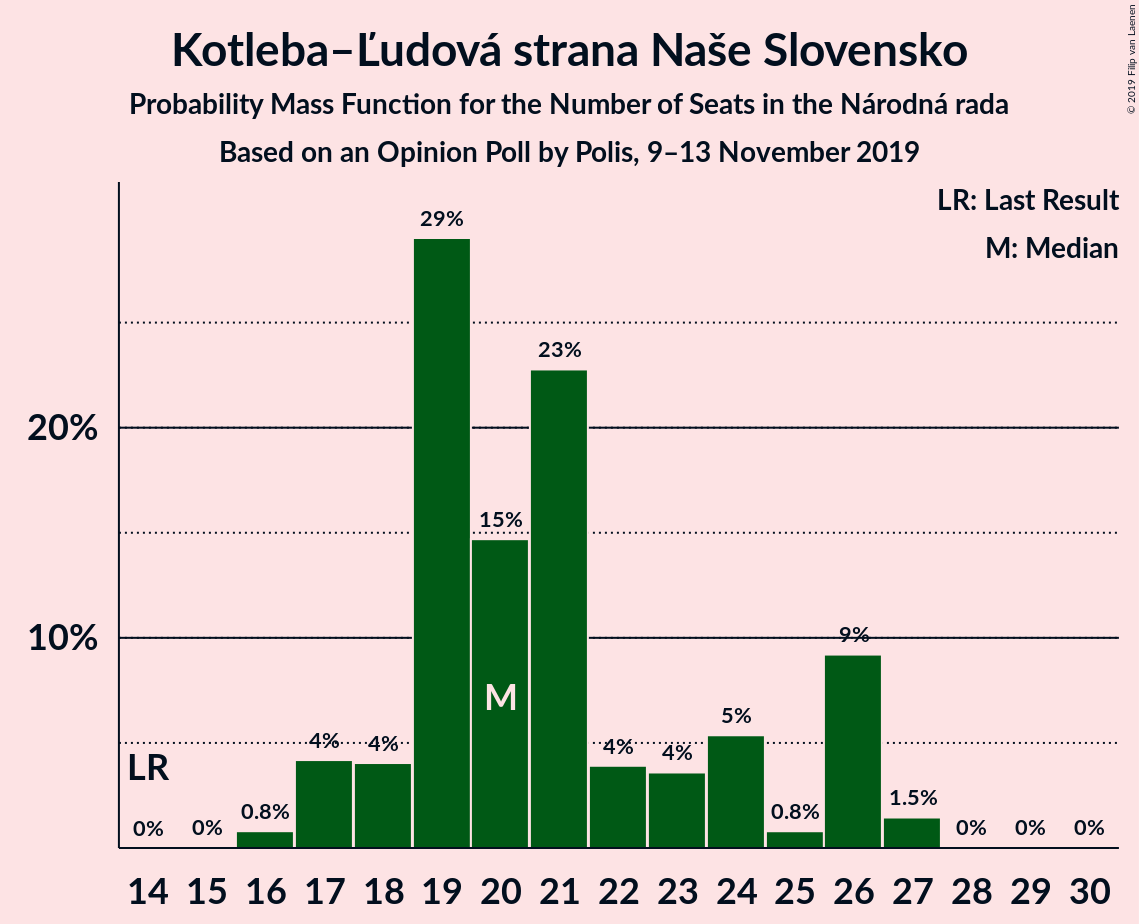 Kotleba–Ľudová strana Naše Slovensko
Probability Mass Function for the Number of Seats in the Národná rada
Based on an Opinion Poll by Polis, 9–13 November 2019
© 2019 Filip van Laenen
LR: Last Result
M: Median
29%
23%
20%
15%
10%
9%
M
5%
4%
4%
4%
4%
LR
0.8%
0.8%
1.5%
0%
0%
0%
0%
0%
14 15 16 17 18 19 20 21 22 23 24 25 26 27 28 29 30